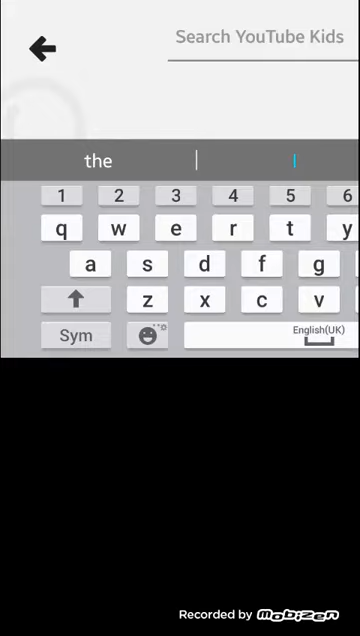 Search YouTube Kids
the
1 2 3 4 5 6
q w e r t y
a s d f g
z x c v
Sym English(UK)
Recorded by Mobizen